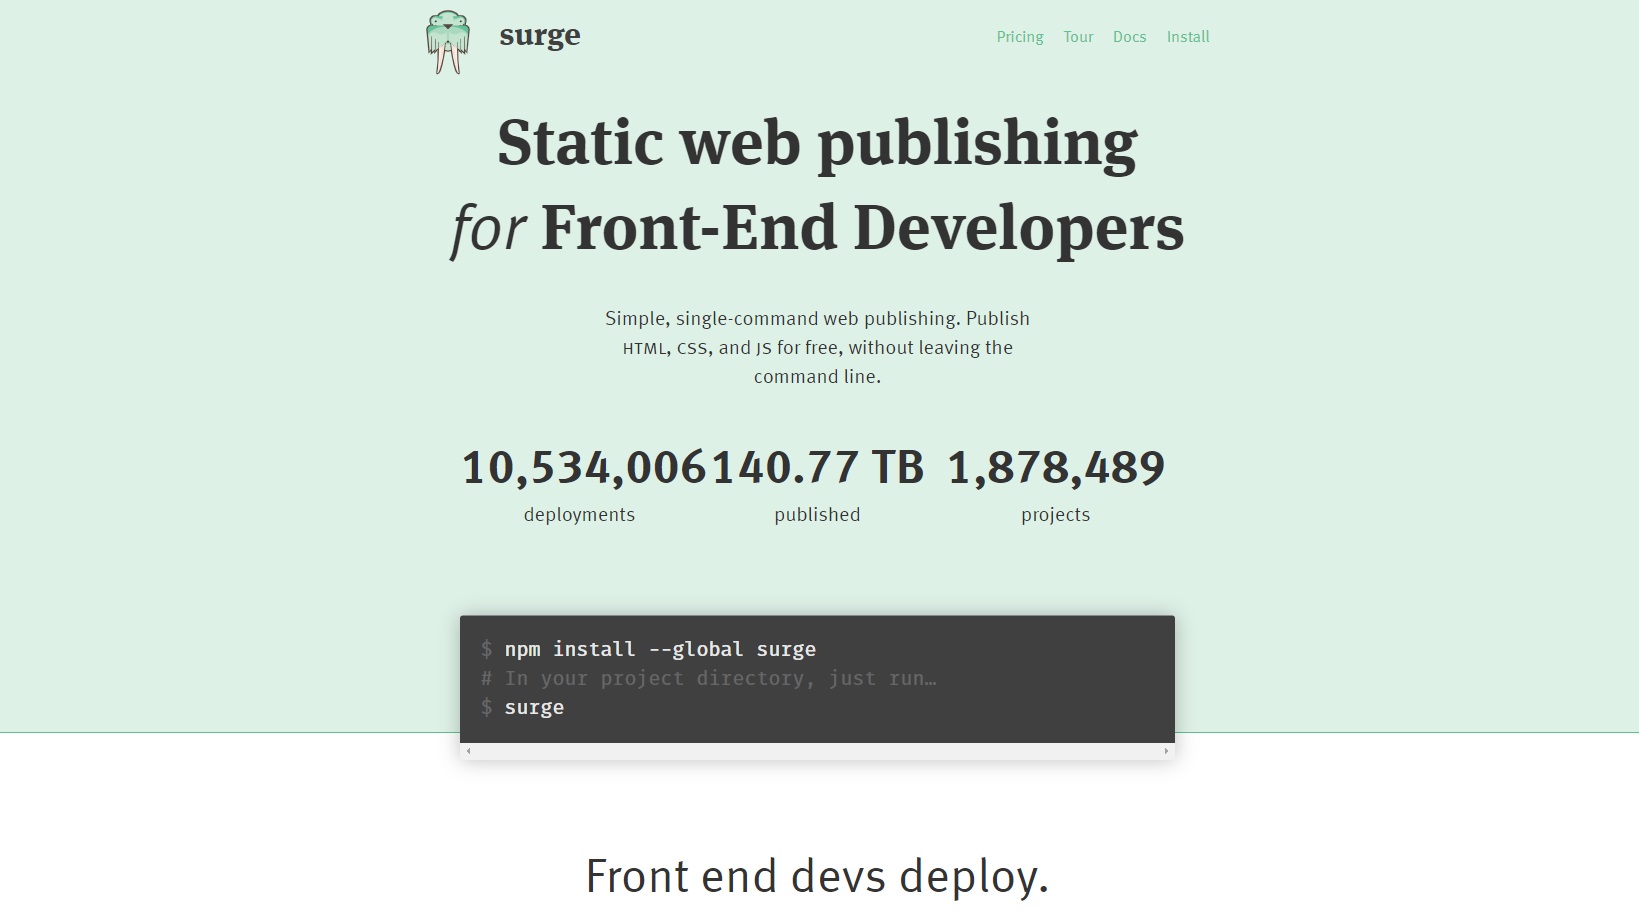 surge
Pricing Tour Docs Install
Static web publishing
for Front-End Developers
Simple, single-command web publishing. Publish
HTML, CSS, and JS for free, without leaving the
command line.
10,534,006 140.77 TB 1,878,489
deployments published projects
$ npm install --global surge
# In your project directory, just run…
$ surge
Front end devs deploy.